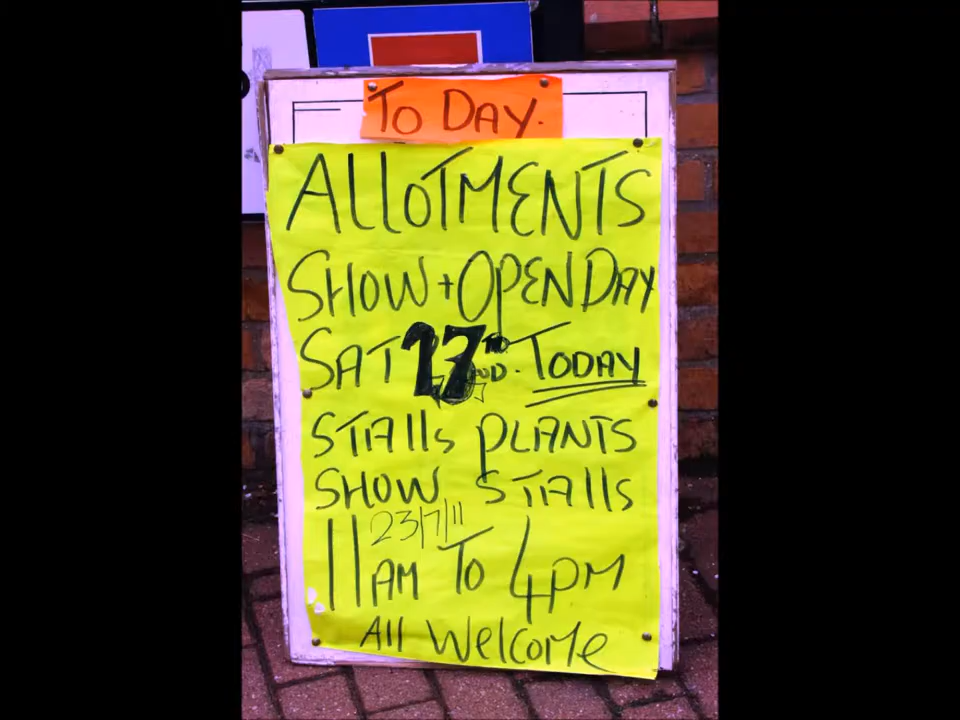 To DAY.
ALLOTMENTS
SHOW + OPEN DAY
SAT TODAY
STAllS PLANTS
SHOW STAllS
23/7/11
11AM To 4PM
All Welcome